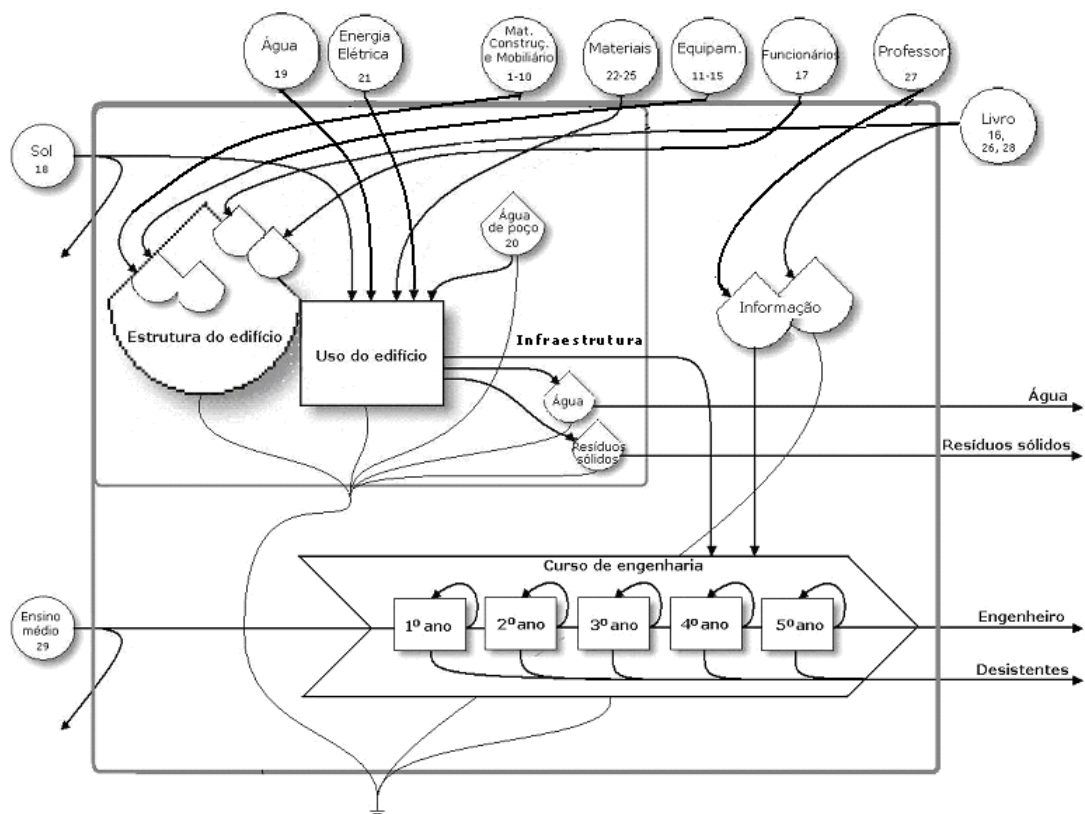 Água
19
Energia
Elétrica
21
Mat.
Construç.
e Mobiliário
1-10
Materiais
22-25
Equipam.
11-15
Funcionários
17
Professor
27
Livro
16,
26, 28
Sol
18
Água
de poço
20
Estrutura do edifício
Uso do edifício
Infraestrutura
Informação
Água
Água
Resíduos
sólidos
Resíduos sólidos
Curso de engenharia
Ensino
médio
29
1º ano
2º ano
3º ano
4º ano
5º ano
Engenheiro
Desistentes